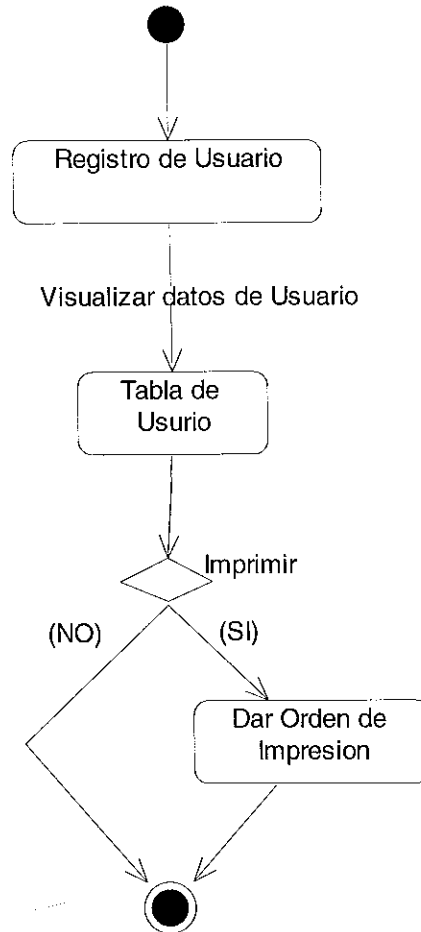 Registro de Usuario
Visualizar datos de Usuario
Tabla de
Usurio
Imprimir
(NO)
(SI)
Dar Orden de
Impresion